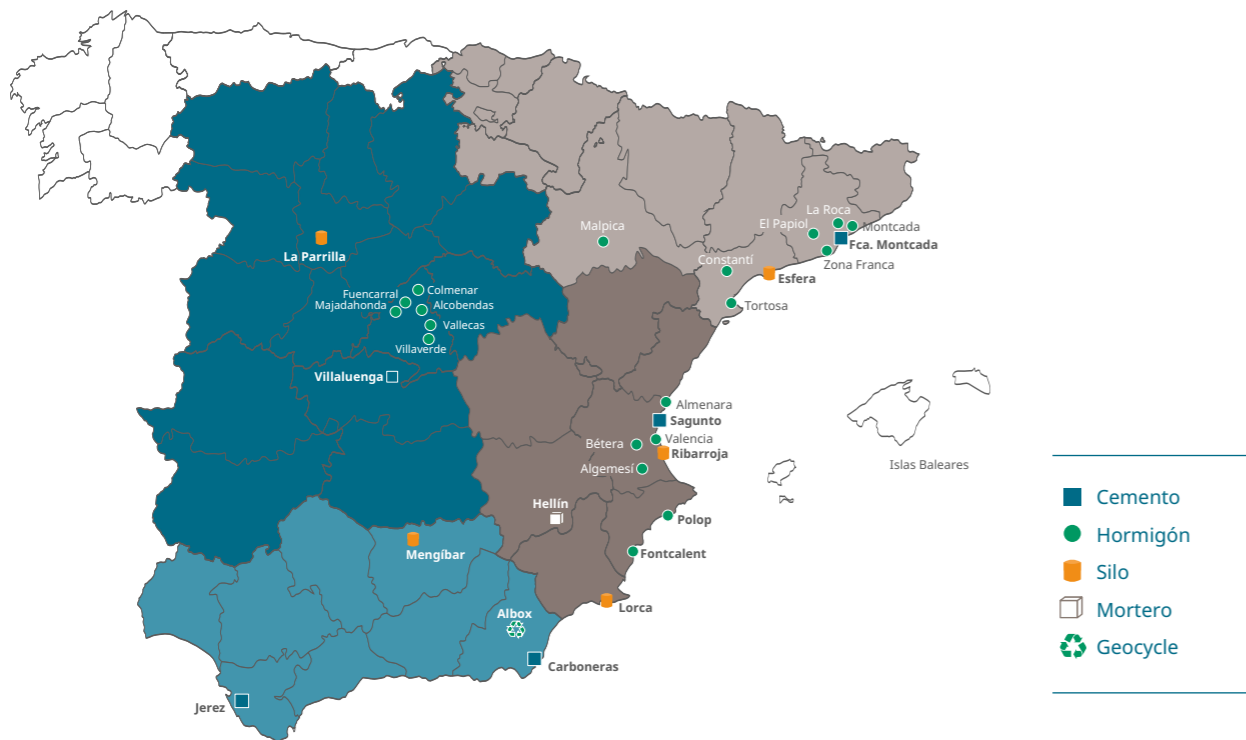 La Roca
El Papiol
Montcada
Malpica
Fca. Montcada
La Parrilla
Constantí
Zona Franca
Esfera
Fuencarral
Colmenar
Majadahonda
Alcobendas
Tortosa
Vallecas
Villaverde
Villaluenga
Almenara
Sagunto
Bétera
Valencia
Ribarroja
Algemesí
Islas Baleares
Hellín
Polop
Mengíbar
Fontcalent
Lorca
Albox
Carboneras
Jerez
Cemento
Hormigón
Silo
Mortero
Geocycle